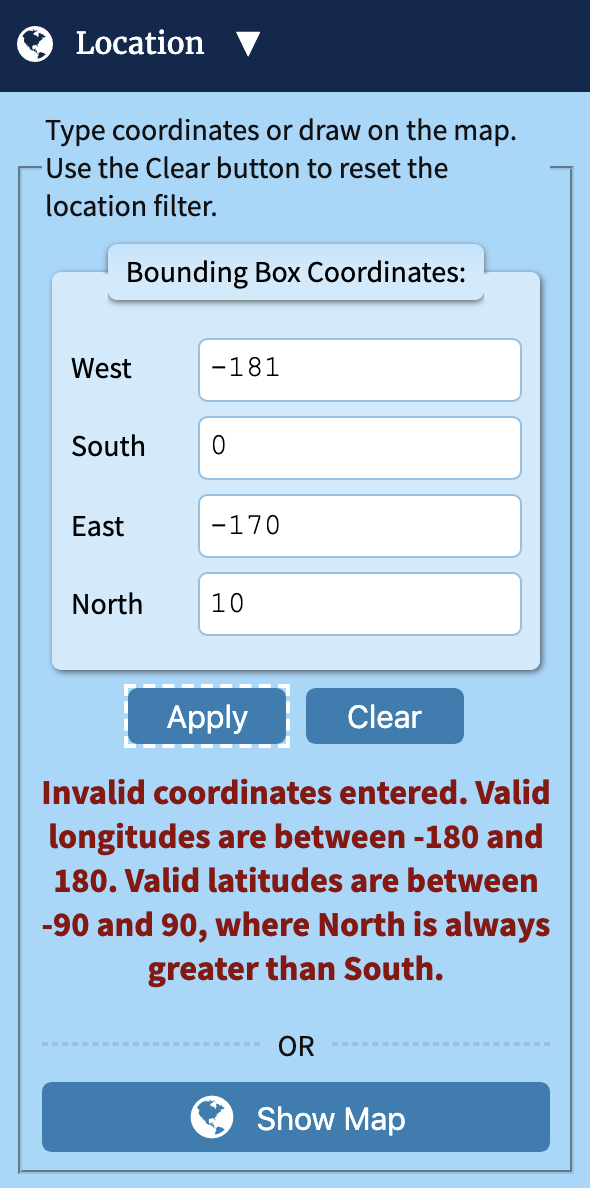 Location ▼
Type coordinates or draw on the map.
Use the Clear button to reset the
location filter.
Bounding Box Coordinates:
West -181
South 0
East -170
North 10
Apply Clear
Invalid coordinates entered. Valid
longitudes are between -180 and
180. Valid latitudes are between
-90 and 90, where North is always
greater than South.
OR
Show Map